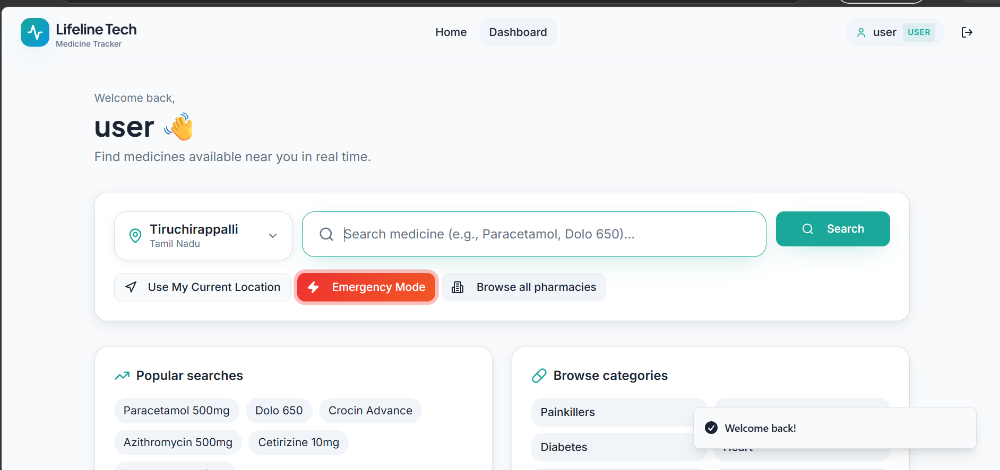 Lifeline Tech
Medicine Tracker
Home
Dashboard
user
USER
Welcome back,
user 👋
Find medicines available near you in real time.
Tiruchirappalli
Tamil Nadu
Search medicine (e.g., Paracetamol, Dolo 650)...
Search
Use My Current Location
Emergency Mode
Browse all pharmacies
Popular searches
Paracetamol 500mg
Dolo 650
Crocin Advance
Azithromycin 500mg
Cetirizine 10mg
Browse categories
Painkillers
Diabetes
Heart
Welcome back!